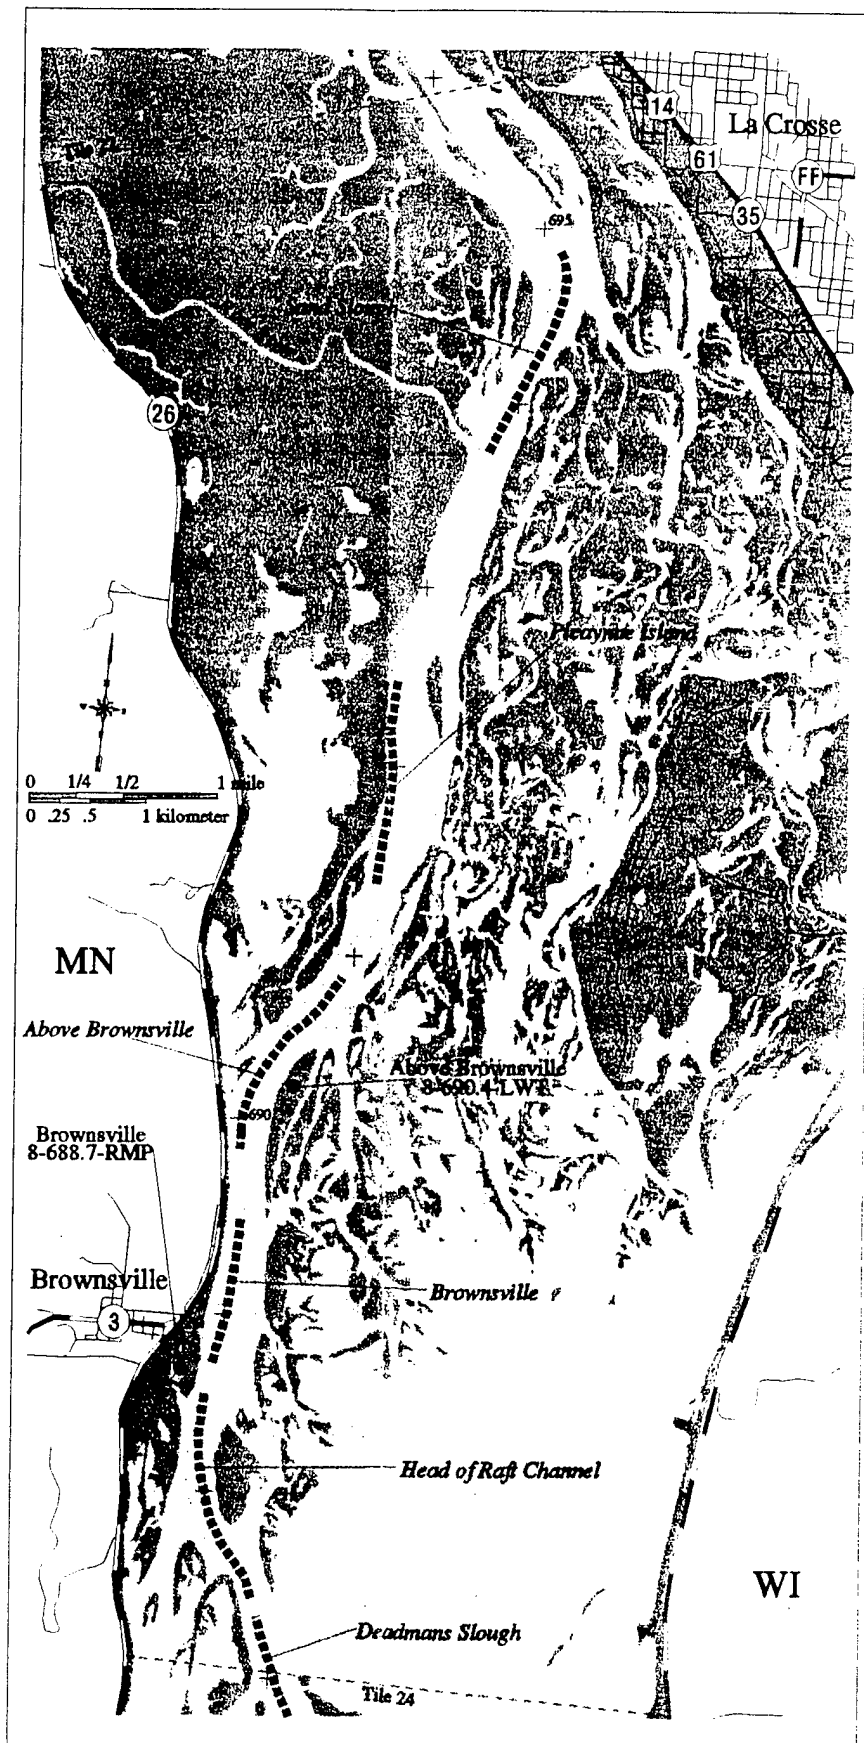 14
La Crosse
61
FF
35
695
26
Picayune Island
0 1/4 1/2 1 mile
0 .25 .5 1 kilometer
MN
Above Brownsville
Above Brownsville
8-690.4-LWT
690
Brownsville
8-688.7-RMP
Brownsville
Brownsville
3
Head of Raft Channel
WI
Deadmans Slough
Tile 24